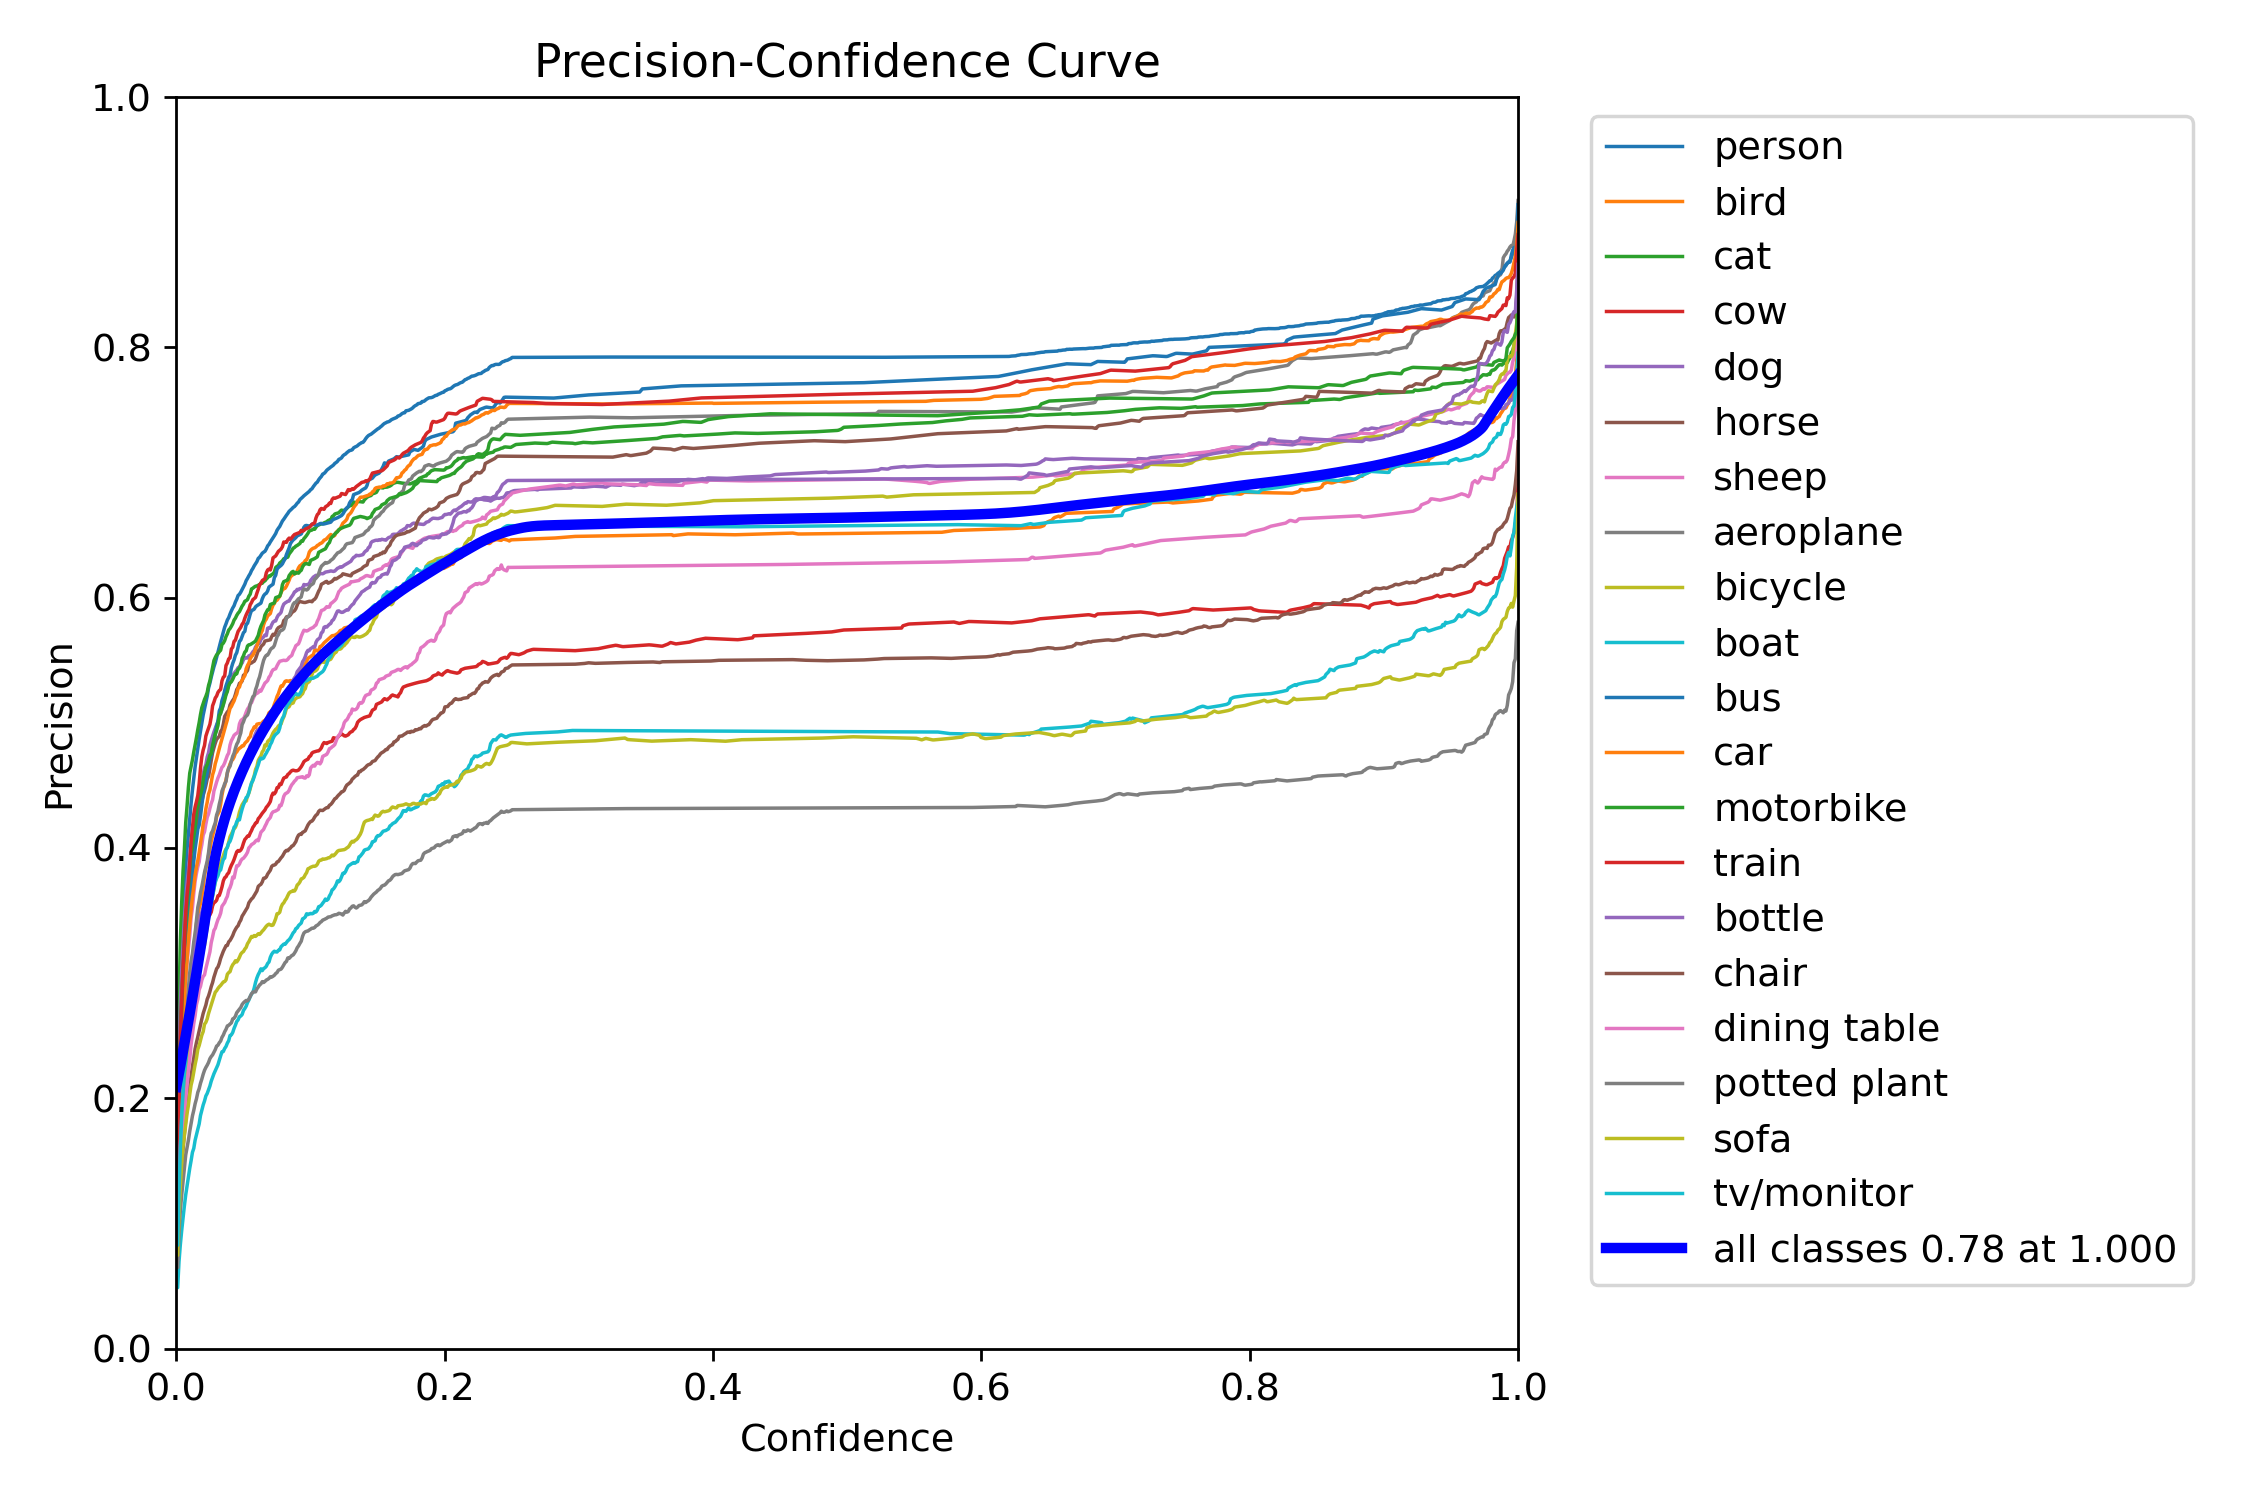 Precision-Confidence Curve
1.0
0.8
0.6
0.4
0.2
0.0
Precision
0.0 0.2 0.4 0.6 0.8 1.0
Confidence
person
bird
cat
cow
dog
horse
sheep
aeroplane
bicycle
boat
bus
car
motorbike
train
bottle
chair
dining table
potted plant
sofa
tv/monitor
all classes 0.78 at 1.000